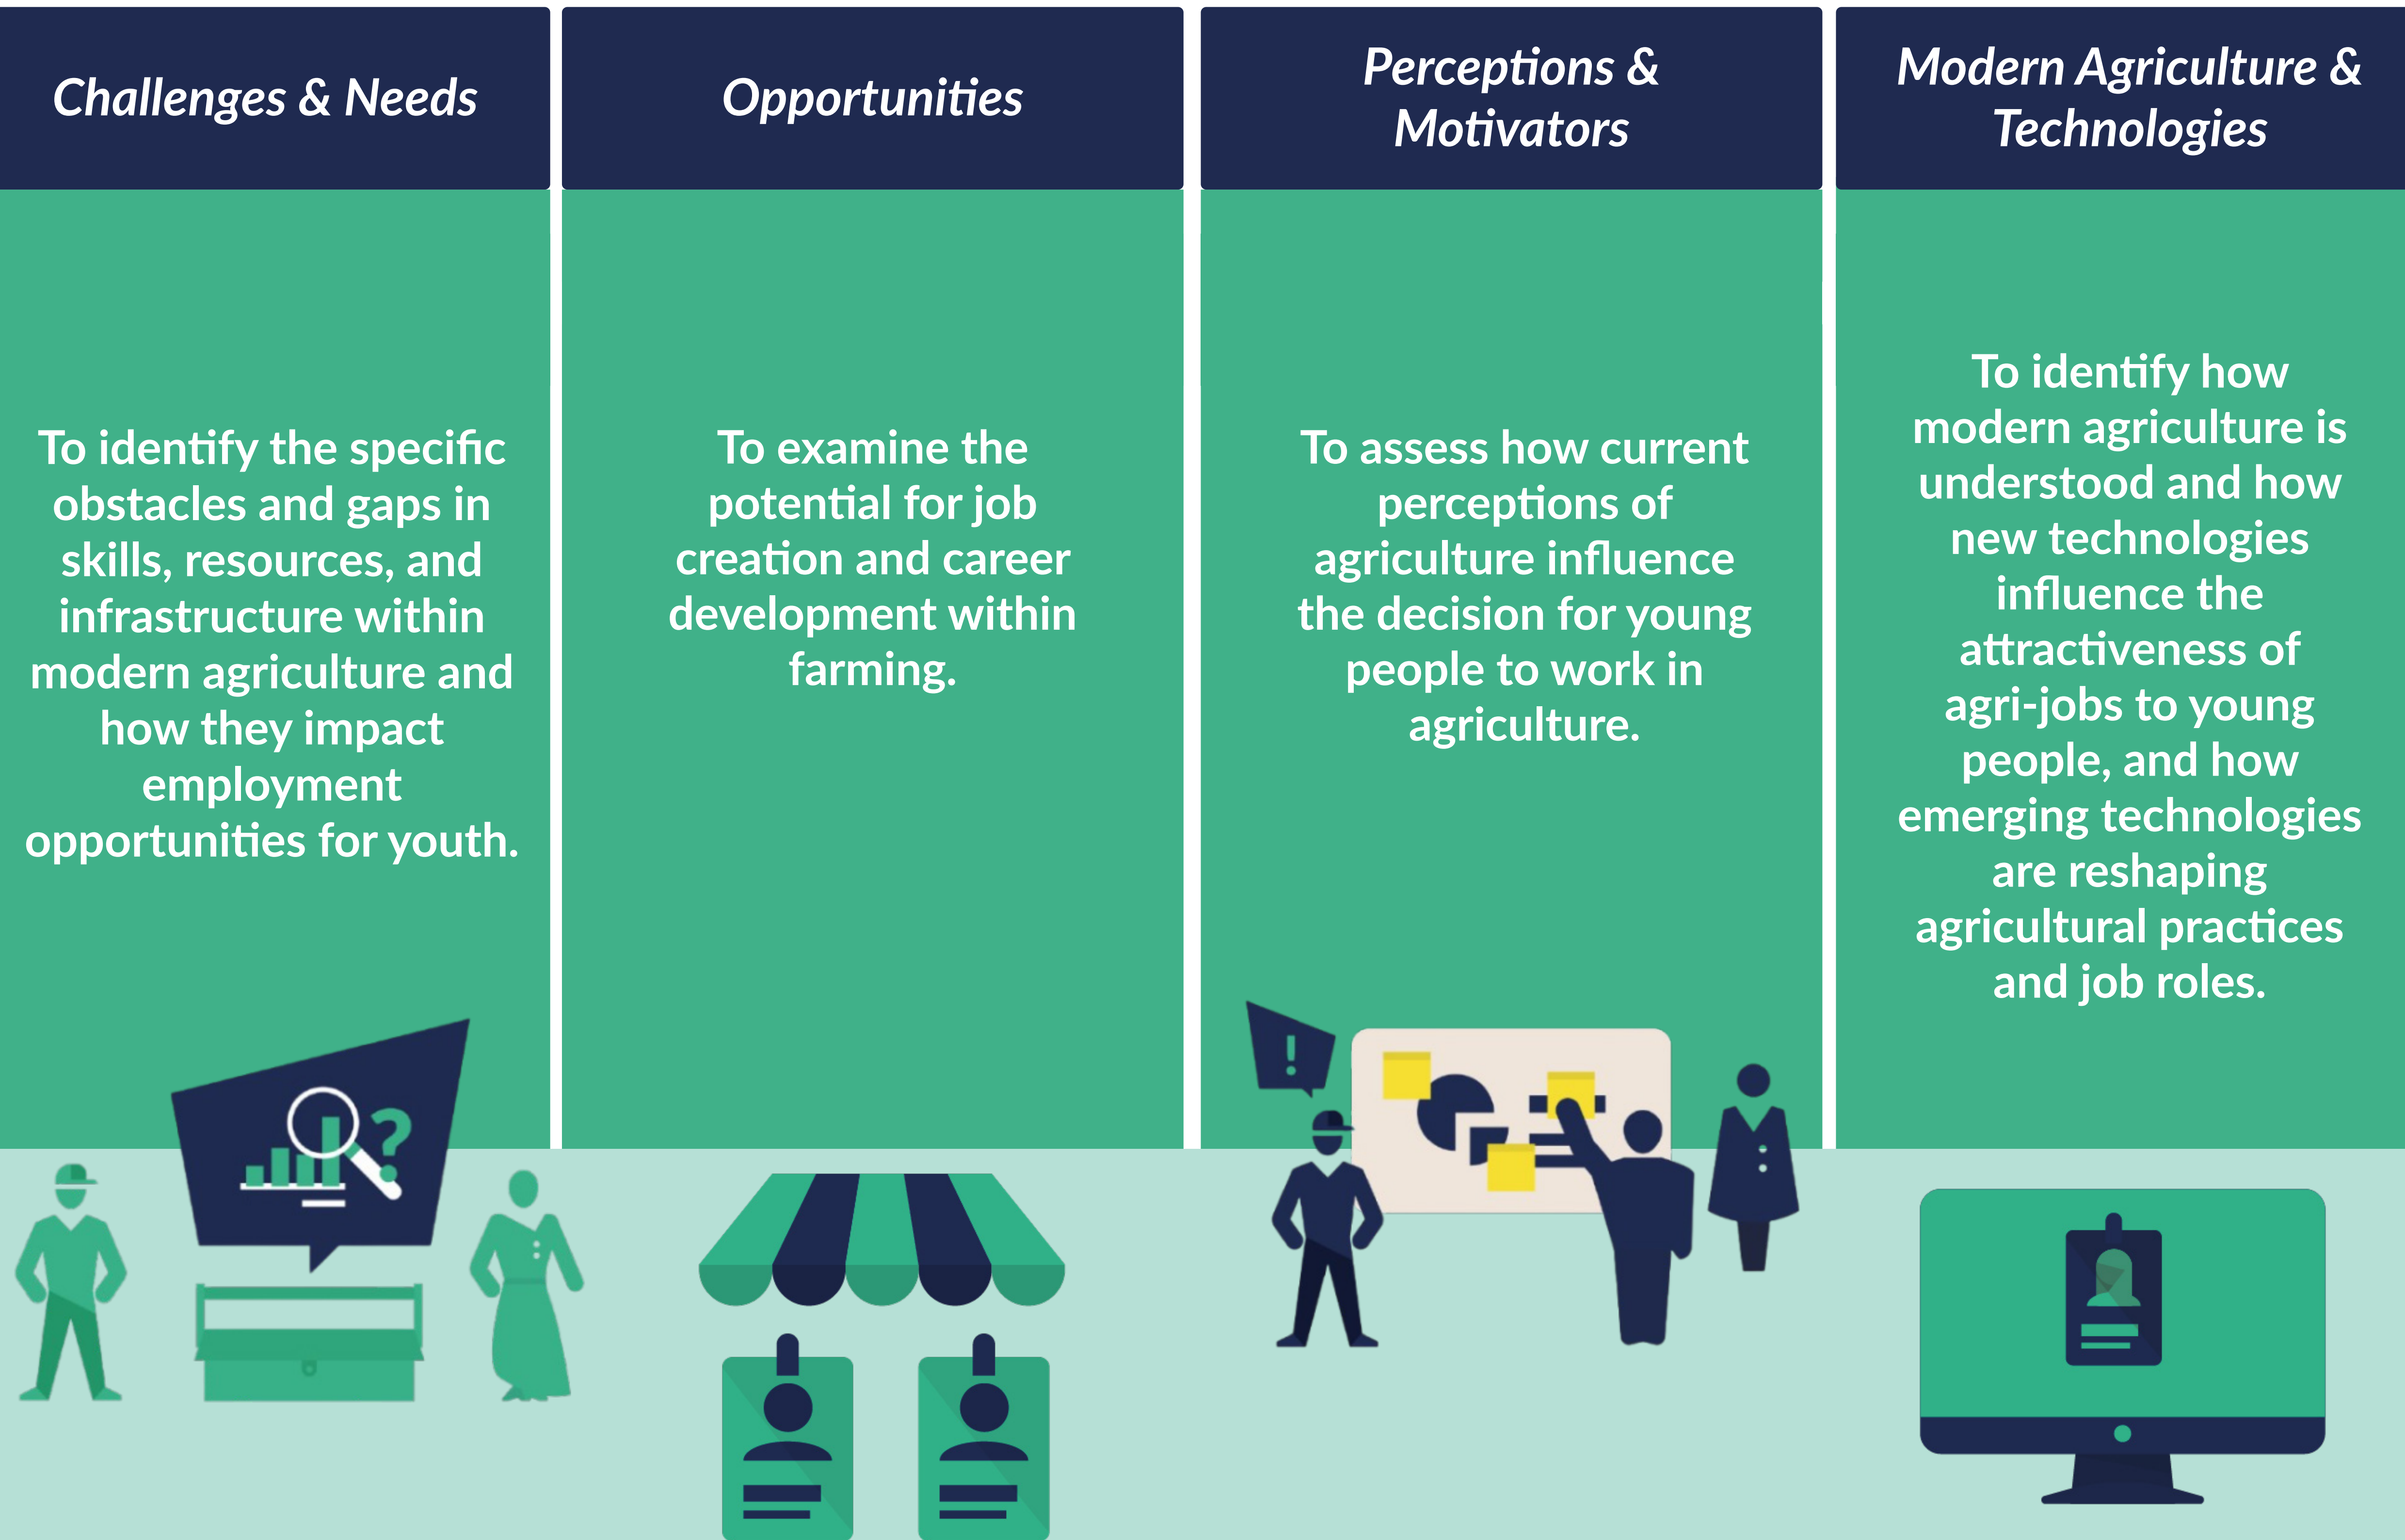 Challenges & Needs
To identify the specific
obstacles and gaps in
skills, resources, and
infrastructure within
modern agriculture and
how they impact
employment
opportunities for youth.
?
Opportunities
To examine the
potential for job
creation and career
development within
farming.
Perceptions &
Motivators
To assess how current
perceptions of
agriculture influence
the decision for young
people to work in
agriculture.
!
Modern Agriculture &
Technologies
To identify how
modern agriculture is
understood and how
new technologies
influence the
attractiveness of
agri-jobs to young
people, and how
emerging technologies
are reshaping
agricultural practices
and job roles.